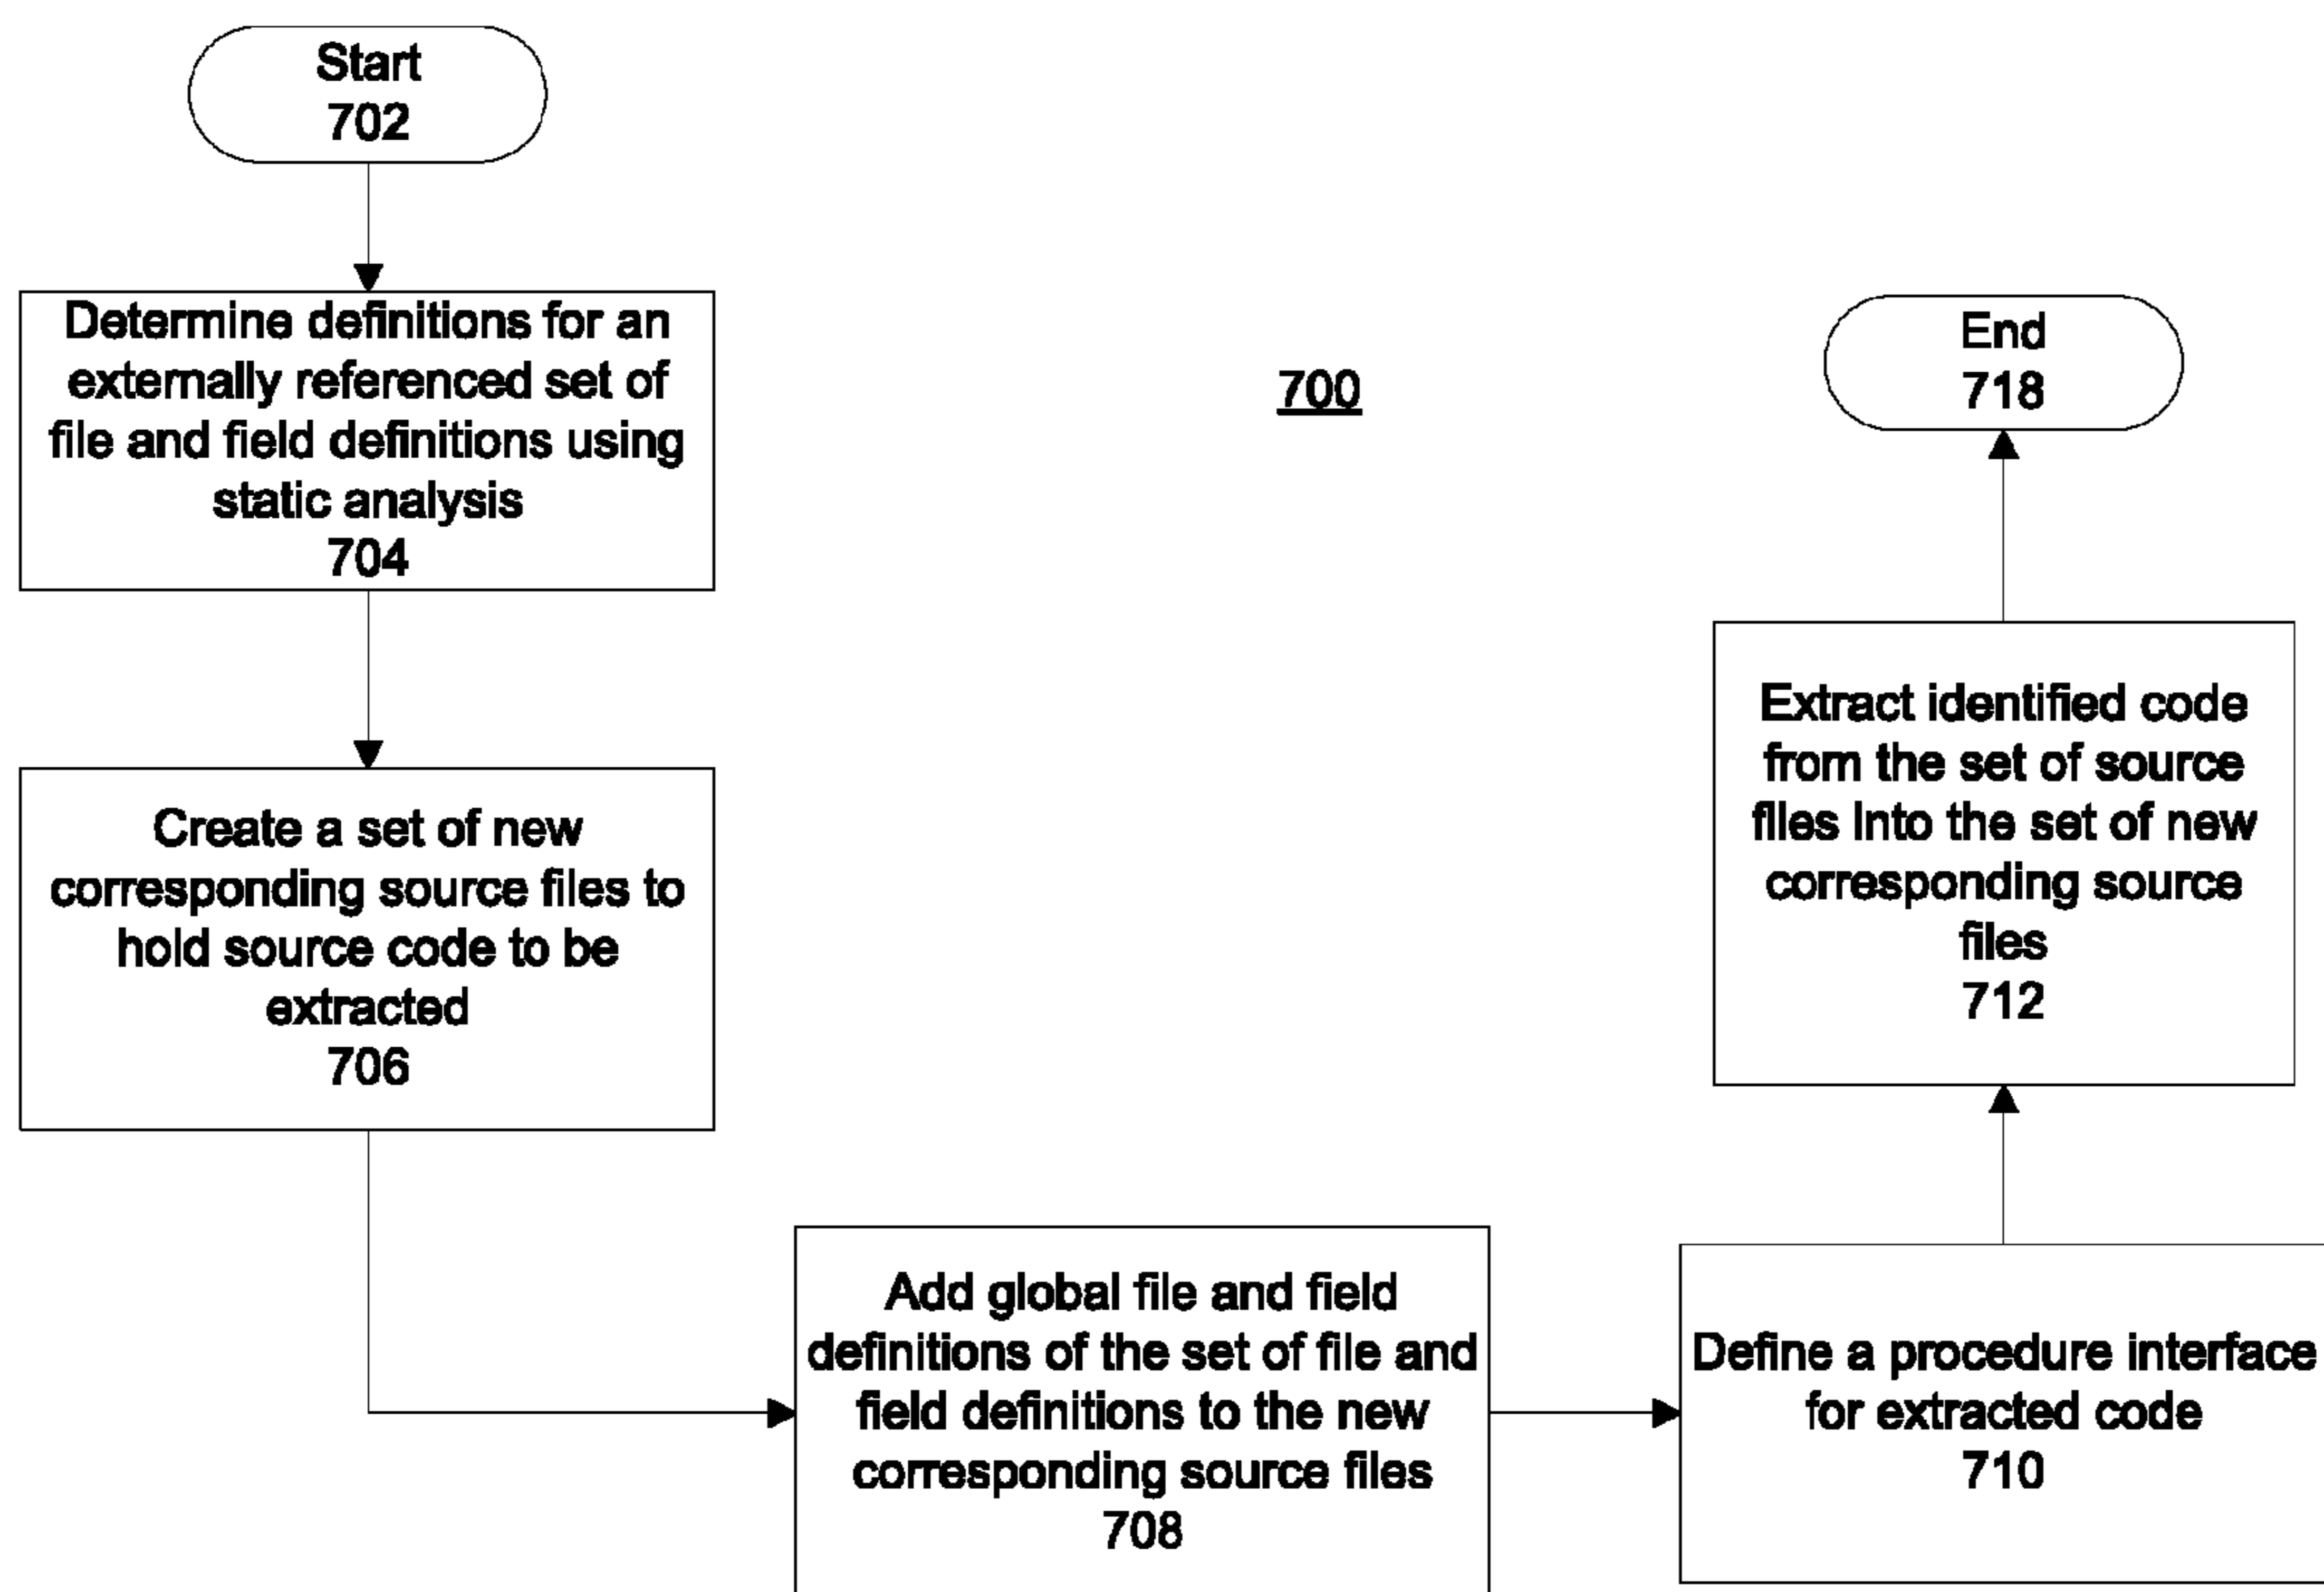 Start
702
Determine definitions for an
externally referenced set of
file and field definitions using
static analysis
704
Create a set of new
corresponding source files to
hold source code to be
extracted
706
Add global file and field
definitions of the set of file and
field definitions to the new
corresponding source files
708
Define a procedure interface
for extracted code
710
Extract identified code
from the set of source
files into the set of new
corresponding source
files
712
End
718
700